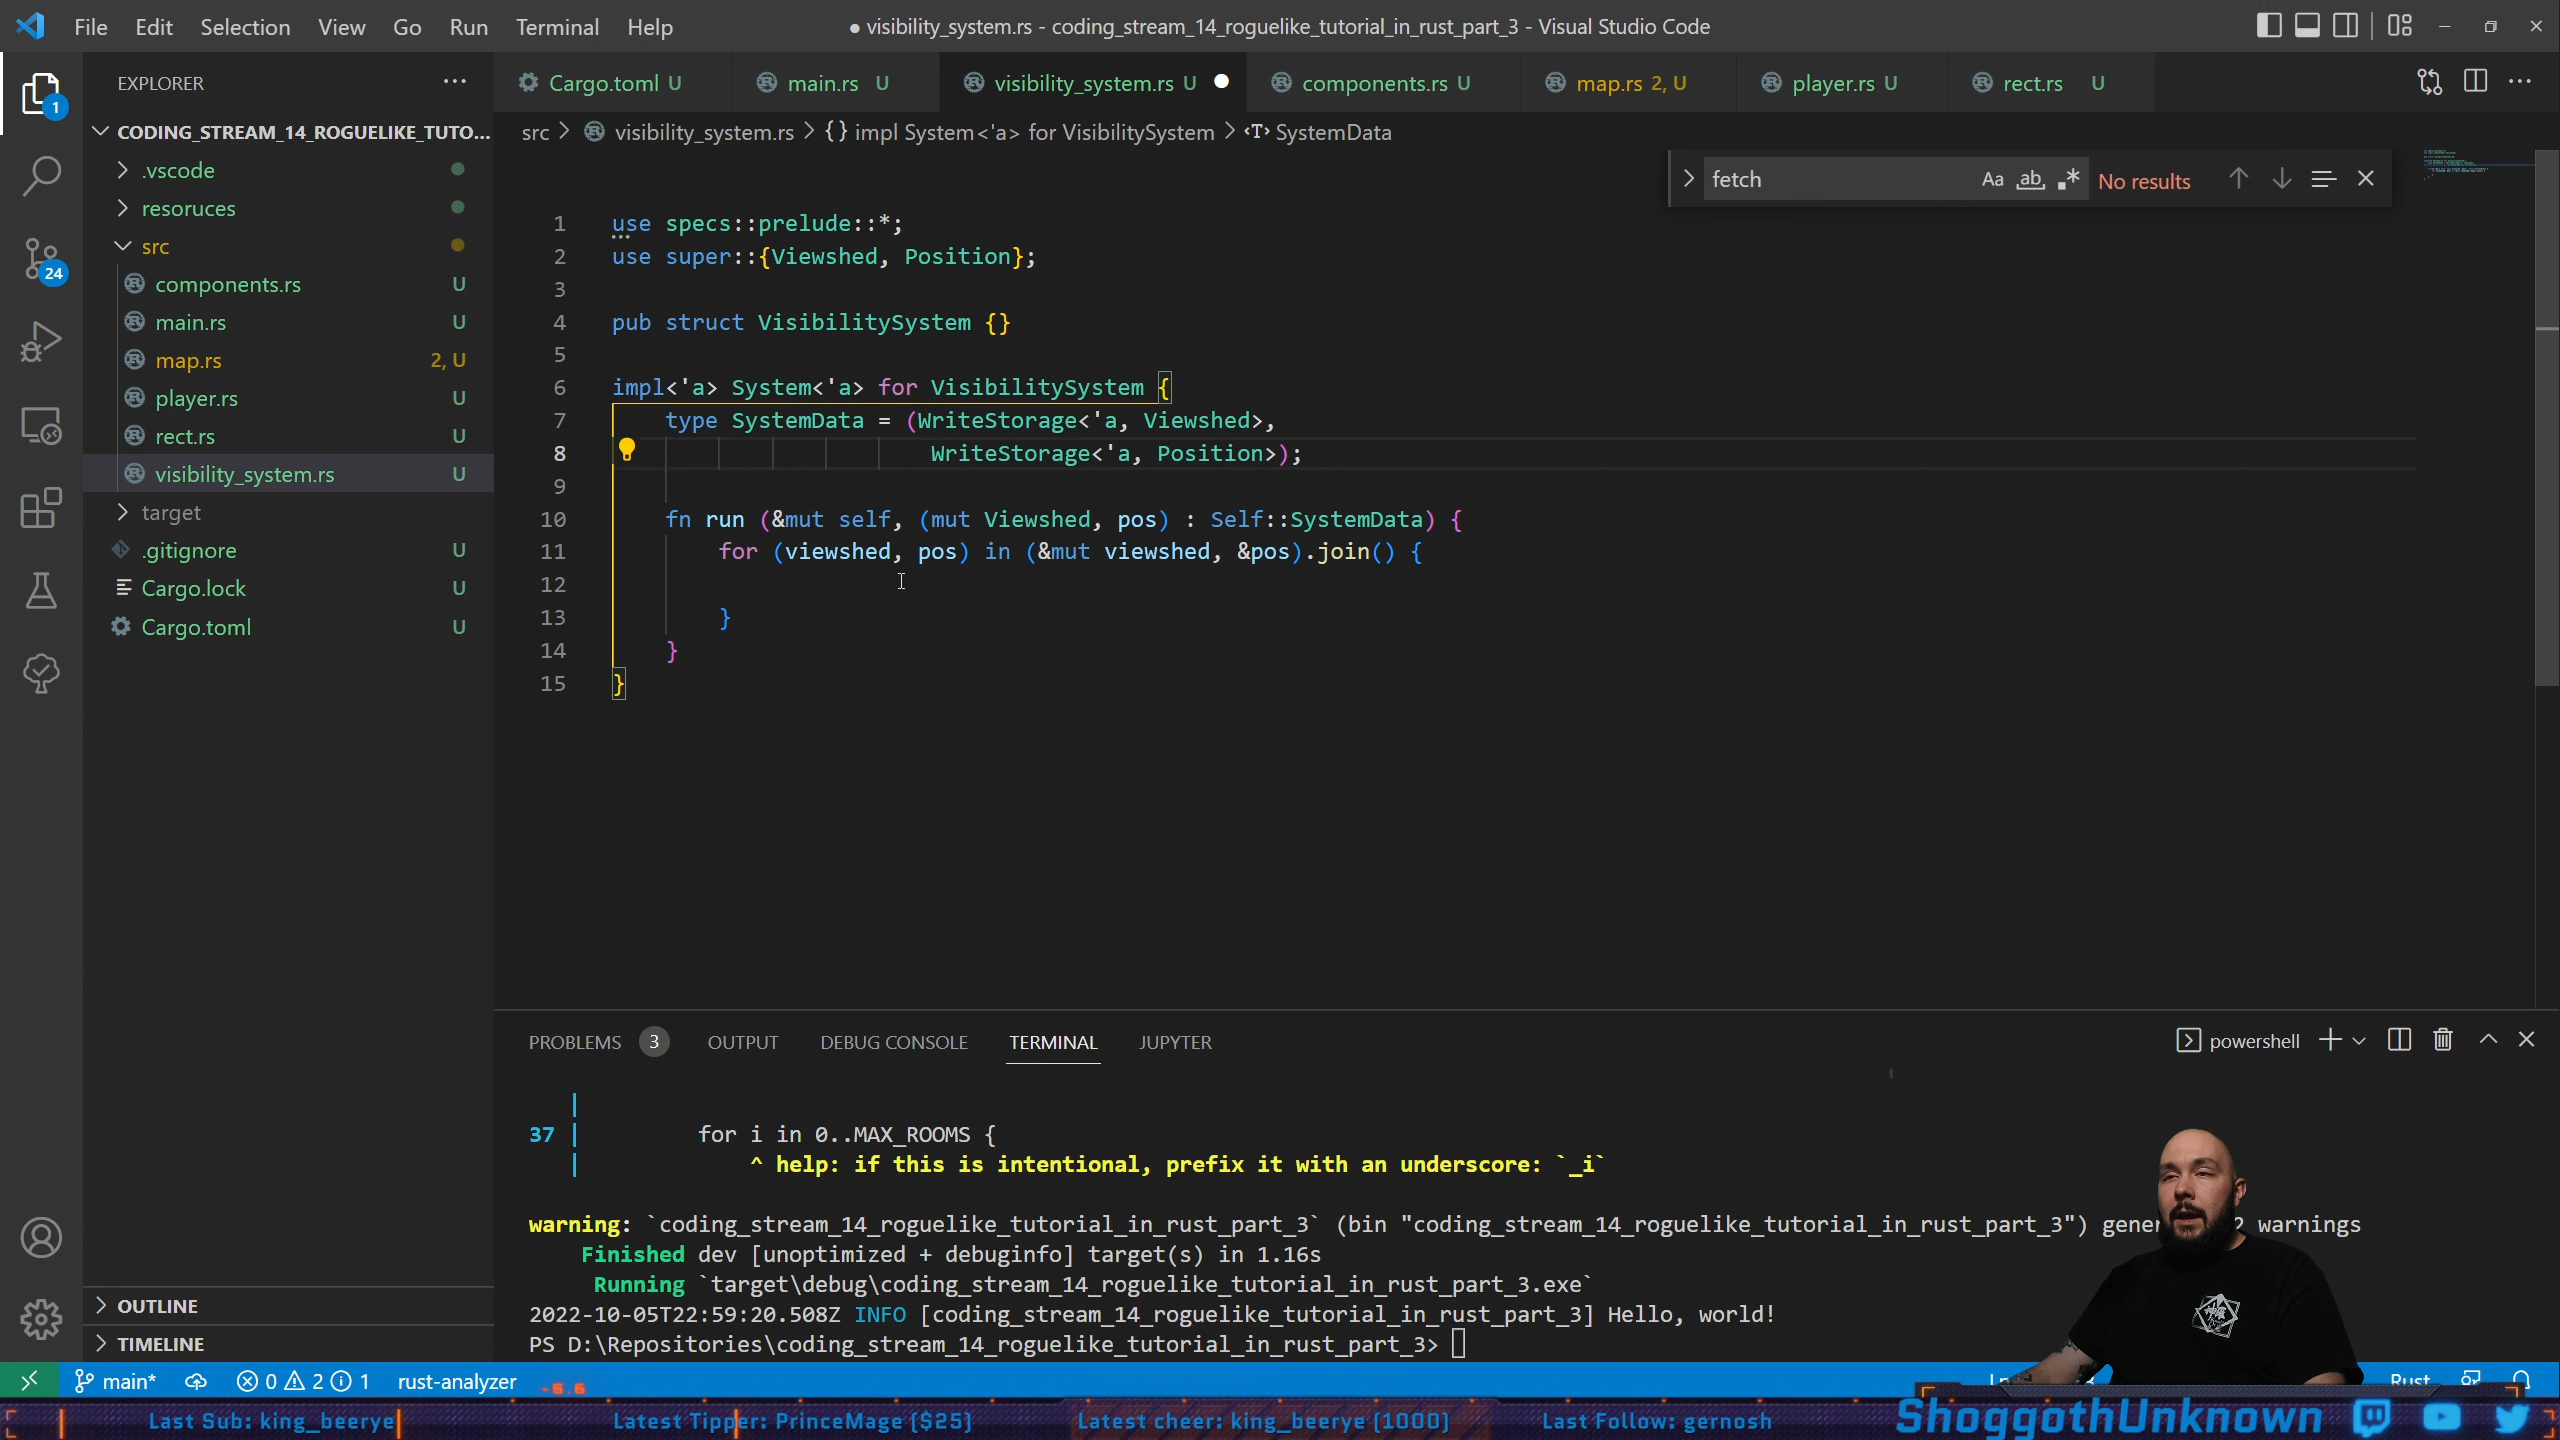 File Edit Selection View Go Run Terminal Help
● visibility_system.rs - coding_stream_14_roguelike_tutorial_in_rust_part_3 - Visual Studio Code
EXPLORER ···
Cargo.toml U
main.rs U
visibility_system.rs U
components.rs U
map.rs 2, U
player.rs U
rect.rs U
src > visibility_system.rs > {} impl System<'a> for VisibilitySystem > SystemData
CODING_STREAM_14_ROGUELIKE_TUTO...
.vscode
resoruces
src
components.rs U
main.rs U
map.rs 2, U
player.rs U
rect.rs U
visibility_system.rs U
target
.gitignore U
Cargo.lock U
Cargo.toml U
OUTLINE
TIMELINE
1
24
fetch Aa ab .* No results
1 use specs::prelude::*;
2 use super::{Viewshed, Position};
3
4 pub struct VisibilitySystem {}
5
6 impl<'a> System<'a> for VisibilitySystem {
7 type SystemData = (WriteStorage<'a, Viewshed>,
8 WriteStorage<'a, Position>);
9
10 fn run (&mut self, (mut Viewshed, pos) : Self::SystemData) {
11 for (viewshed, pos) in (&mut viewshed, &pos).join() {
12
13 }
14 }
15 }
PROBLEMS 3 OUTPUT DEBUG CONSOLE TERMINAL JUPYTER
powershell
|
37 | for i in 0..MAX_ROOMS {
| ^ help: if this is intentional, prefix it with an underscore: `_i`
warning: `coding_stream_14_roguelike_tutorial_in_rust_part_3` (bin "coding_stream_14_roguelike_tutorial_in_rust_part_3") gene 2 warnings
Finished dev [unoptimized + debuginfo] target(s) in 1.16s
Running `target\debug\coding_stream_14_roguelike_tutorial_in_rust_part_3.exe`
2022-10-05T22:59:20.508Z INFO [coding_stream_14_roguelike_tutorial_in_rust_part_3] Hello, world!
PS D:\Repositories\coding_stream_14_roguelike_tutorial_in_rust_part_3>
main* 0 2 1 rust-analyzer -5.6 Rust
Last Sub: king_beerye
Latest Tipper: PrinceMage ($25)
Latest cheer: king_beerye (1000)
Last Follow: gernosh
ShoggothUnknown